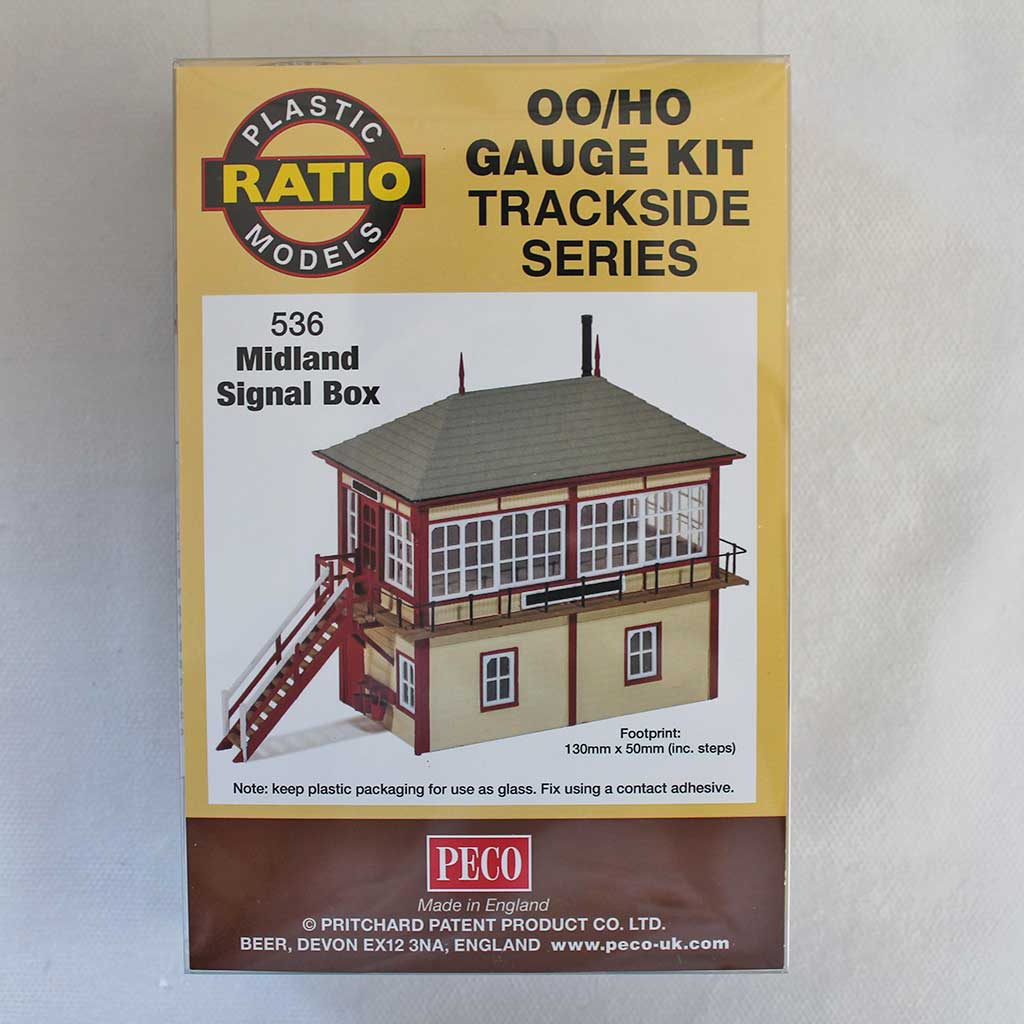 PLASTIC
RATIO
MODELS
OO/HO
GAUGE KIT
TRACKSIDE
SERIES
536
Midland
Signal Box
Footprint:
130mm x 50mm (inc. steps)
Note: keep plastic packaging for use as glass. Fix using a contact adhesive.
PECO
Made in England
© PRITCHARD PATENT PRODUCT CO. LTD.
BEER, DEVON EX12 3NA, ENGLAND www.peco-uk.com